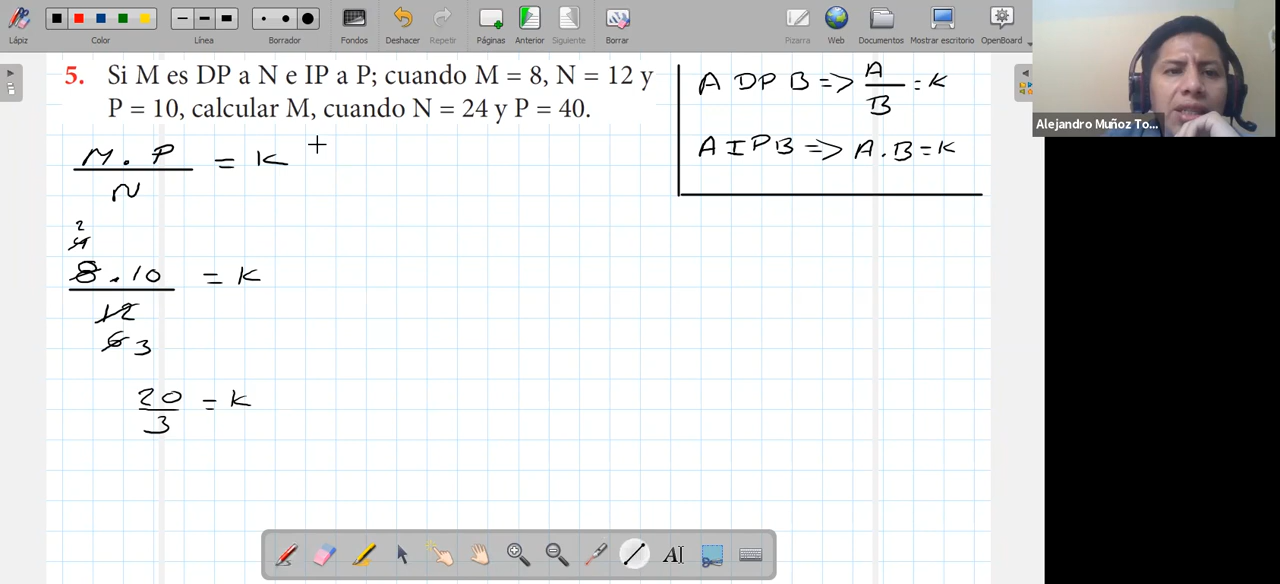 Lápiz Color Línea Borrador Fondos Deshacer Repetir Páginas Anterior Siguiente Borrar Pizarra Web Documentos Mostrar escritorio OpenBoard
5. Si M es DP a N e IP a P; cuando M = 8, N = 12 y
P = 10, calcular M, cuando N = 24 y P = 40.
A DP B => A/B = K
A IP B => A . B = K
Alejandro Muñoz To...
M . P / N = K
2
4
8 . 10 / 12 = K
6 3
20/3 = K
AI